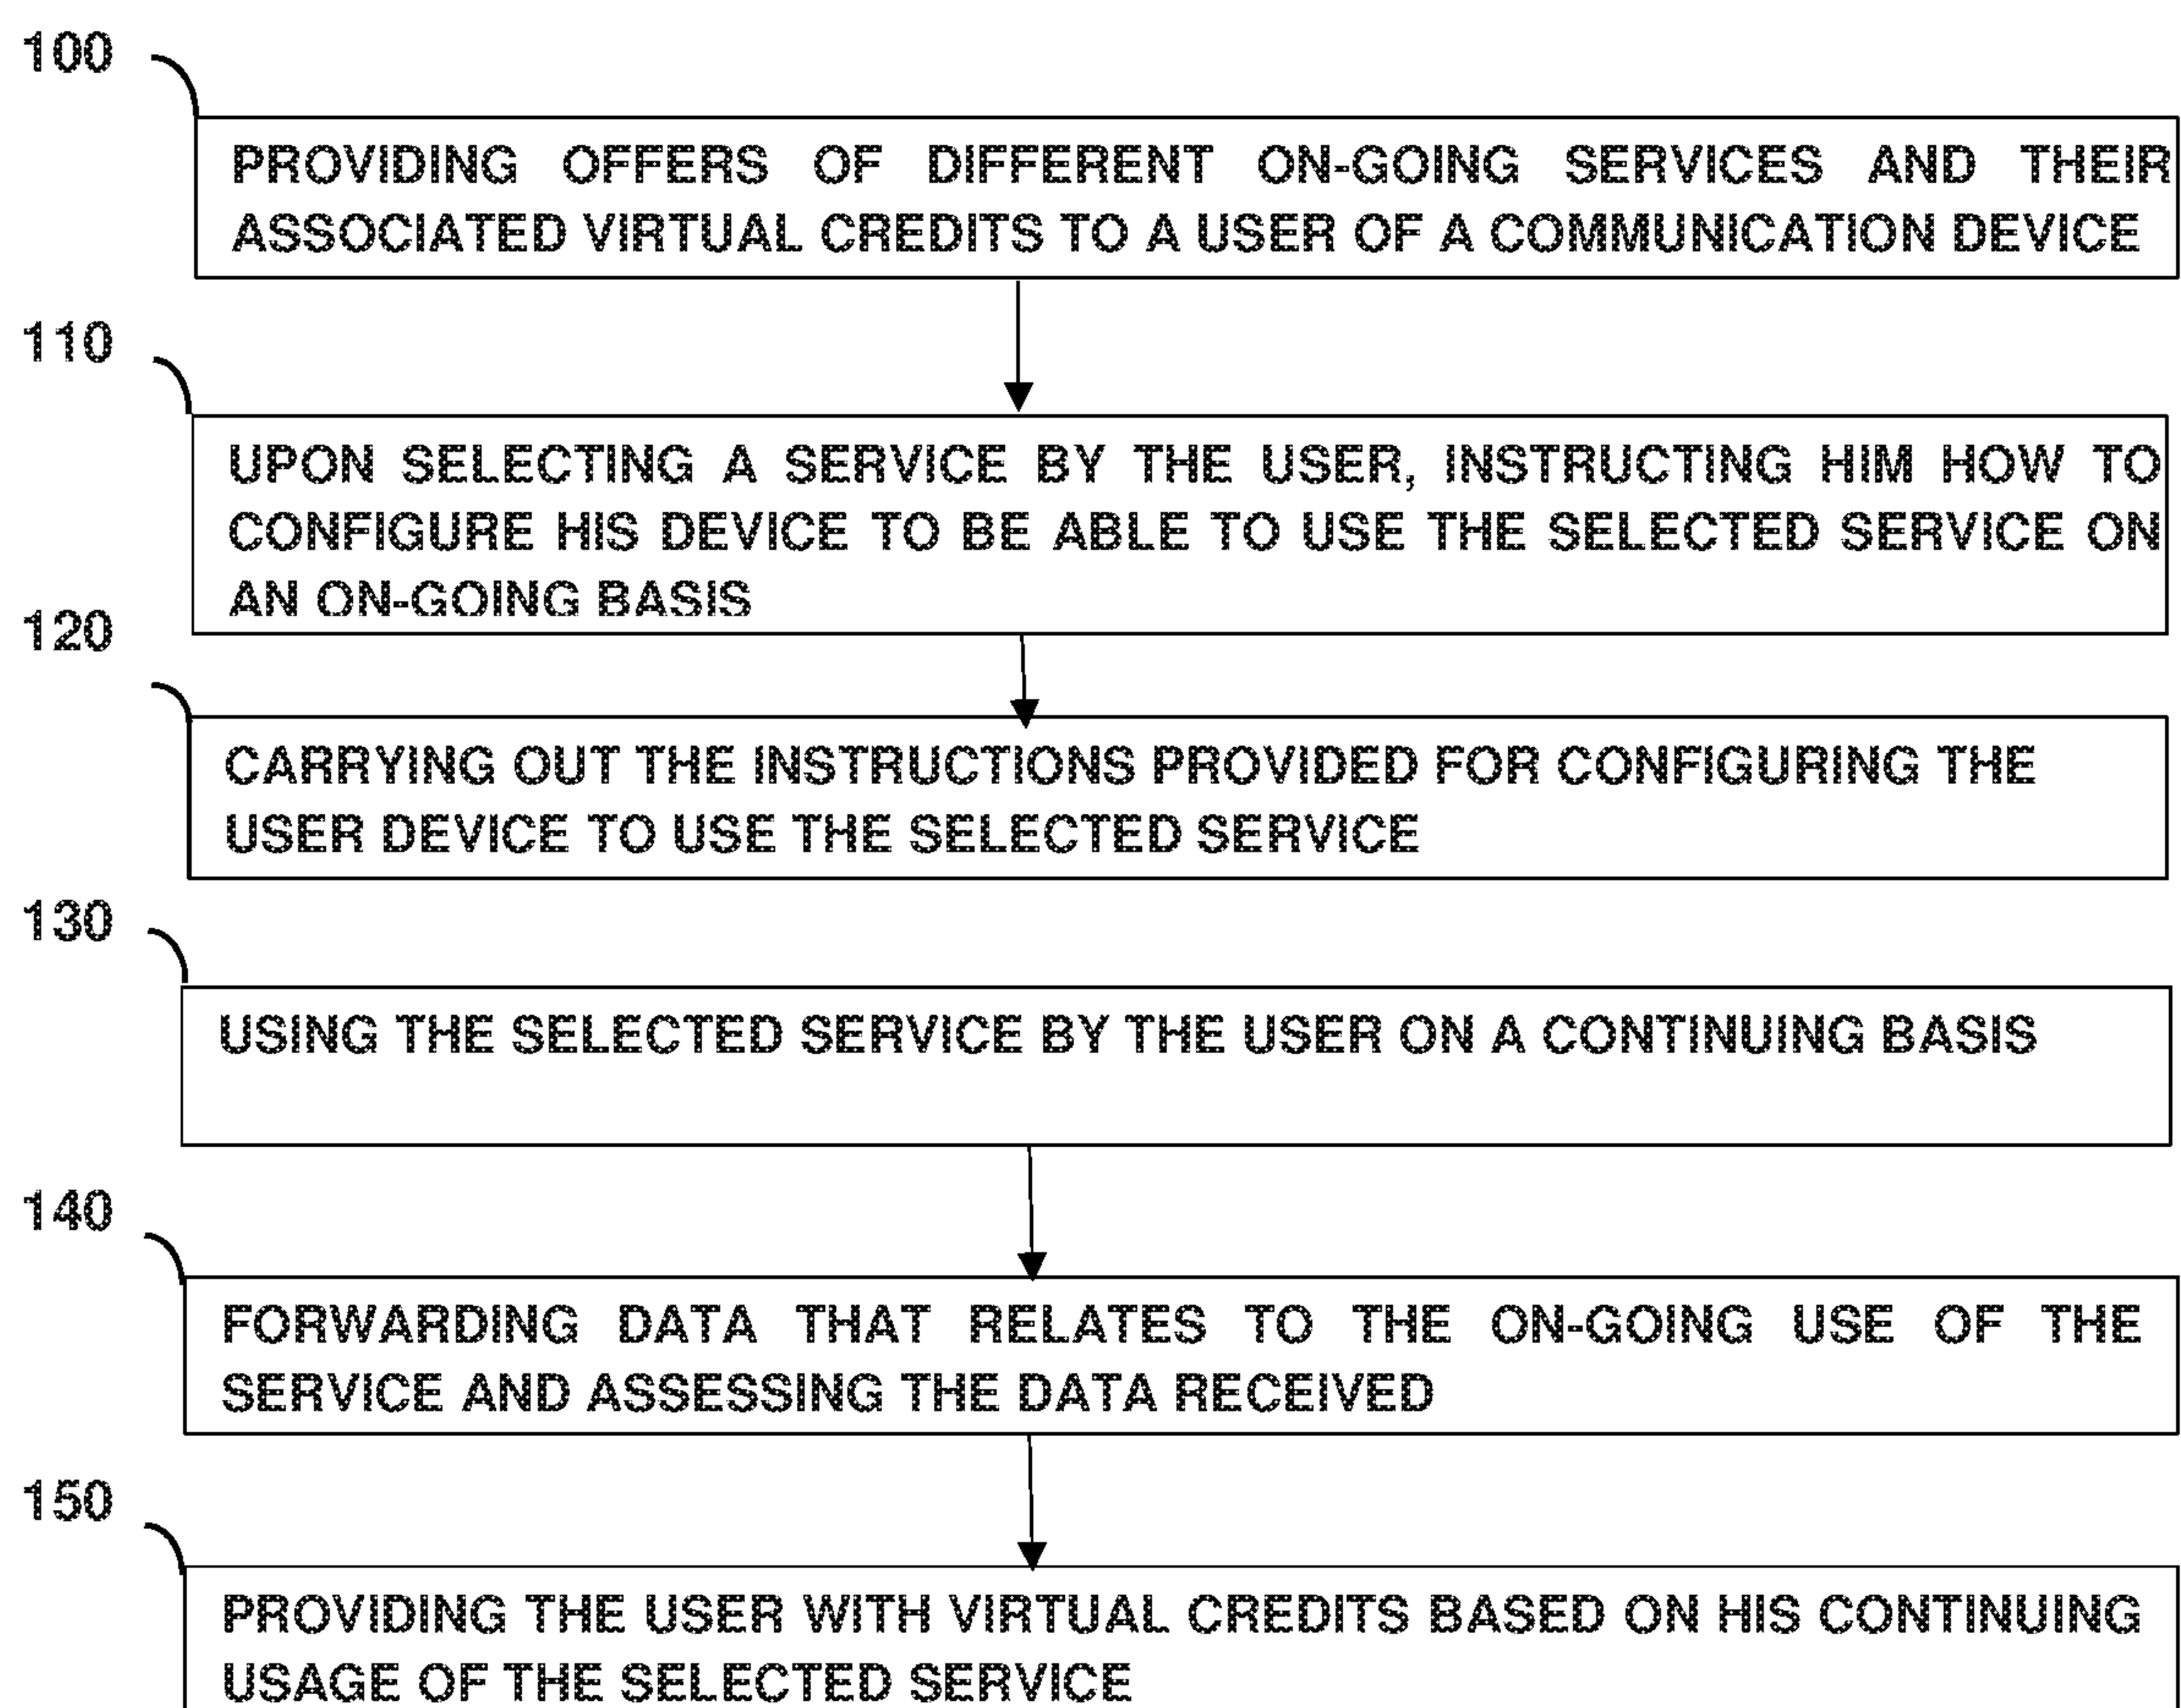 100
PROVIDING OFFERS OF DIFFERENT ON-GOING SERVICES AND THEIR
ASSOCIATED VIRTUAL CREDITS TO A USER OF A COMMUNICATION DEVICE
110
UPON SELECTING A SERVICE BY THE USER, INSTRUCTING HIM HOW TO
CONFIGURE HIS DEVICE TO BE ABLE TO USE THE SELECTED SERVICE ON
AN ON-GOING BASIS
120
CARRYING OUT THE INSTRUCTIONS PROVIDED FOR CONFIGURING THE
USER DEVICE TO USE THE SELECTED SERVICE
130
USING THE SELECTED SERVICE BY THE USER ON A CONTINUING BASIS
140
FORWARDING DATA THAT RELATES TO THE ON-GOING USE OF THE
SERVICE AND ASSESSING THE DATA RECEIVED
150
PROVIDING THE USER WITH VIRTUAL CREDITS BASED ON HIS CONTINUING
USAGE OF THE SELECTED SERVICE